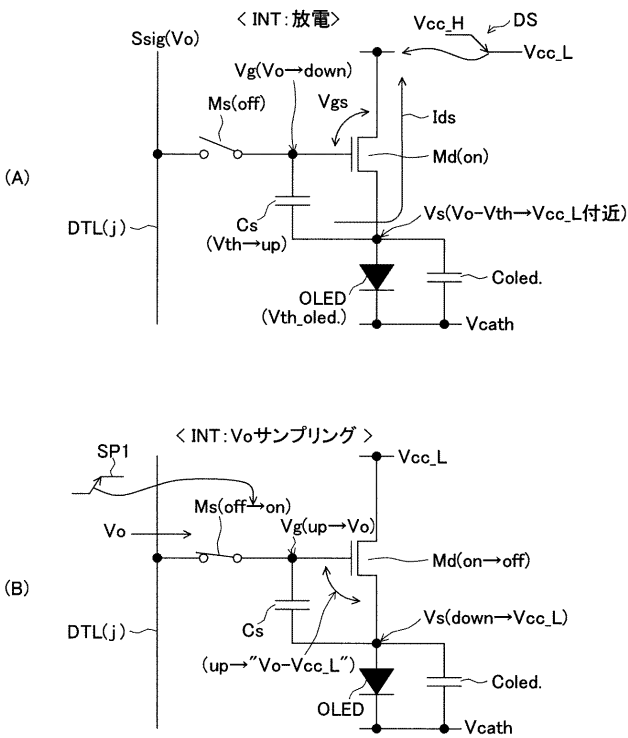 <INT:放電>
Ssig(Vo)
Vcc_H
DS
Vcc_L
Vg(Vo→down)
Ms(off)
Vgs
Ids
Md(on)
(A)
Cs
(Vth→up)
Vs(Vo-Vth→Vcc_L付近)
DTL(j)
OLED
(Vth_oled.)
Coled.
Vcath
<INT:Voサンプリング>
SP1
Vcc_L
Ms(off→on)
Vo
Vg(up→Vo)
Md(on→off)
(B)
Cs
DTL(j)
Vs(down→Vcc_L)
(up→"Vo-Vcc_L")
OLED
Coled.
Vcath